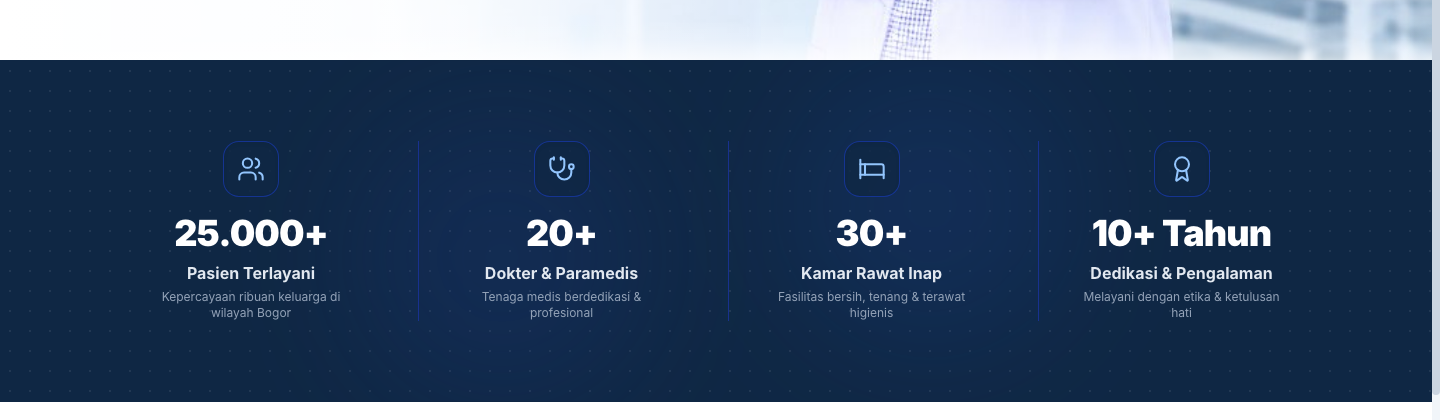 25.000+
Pasien Terlayani
Kepercayaan ribuan keluarga di
wilayah Bogor
20+
Dokter & Paramedis
Tenaga medis berdedikasi &
profesional
30+
Kamar Rawat Inap
Fasilitas bersih, tenang & terawat
higienis
10+ Tahun
Dedikasi & Pengalaman
Melayani dengan etika & ketulusan
hati